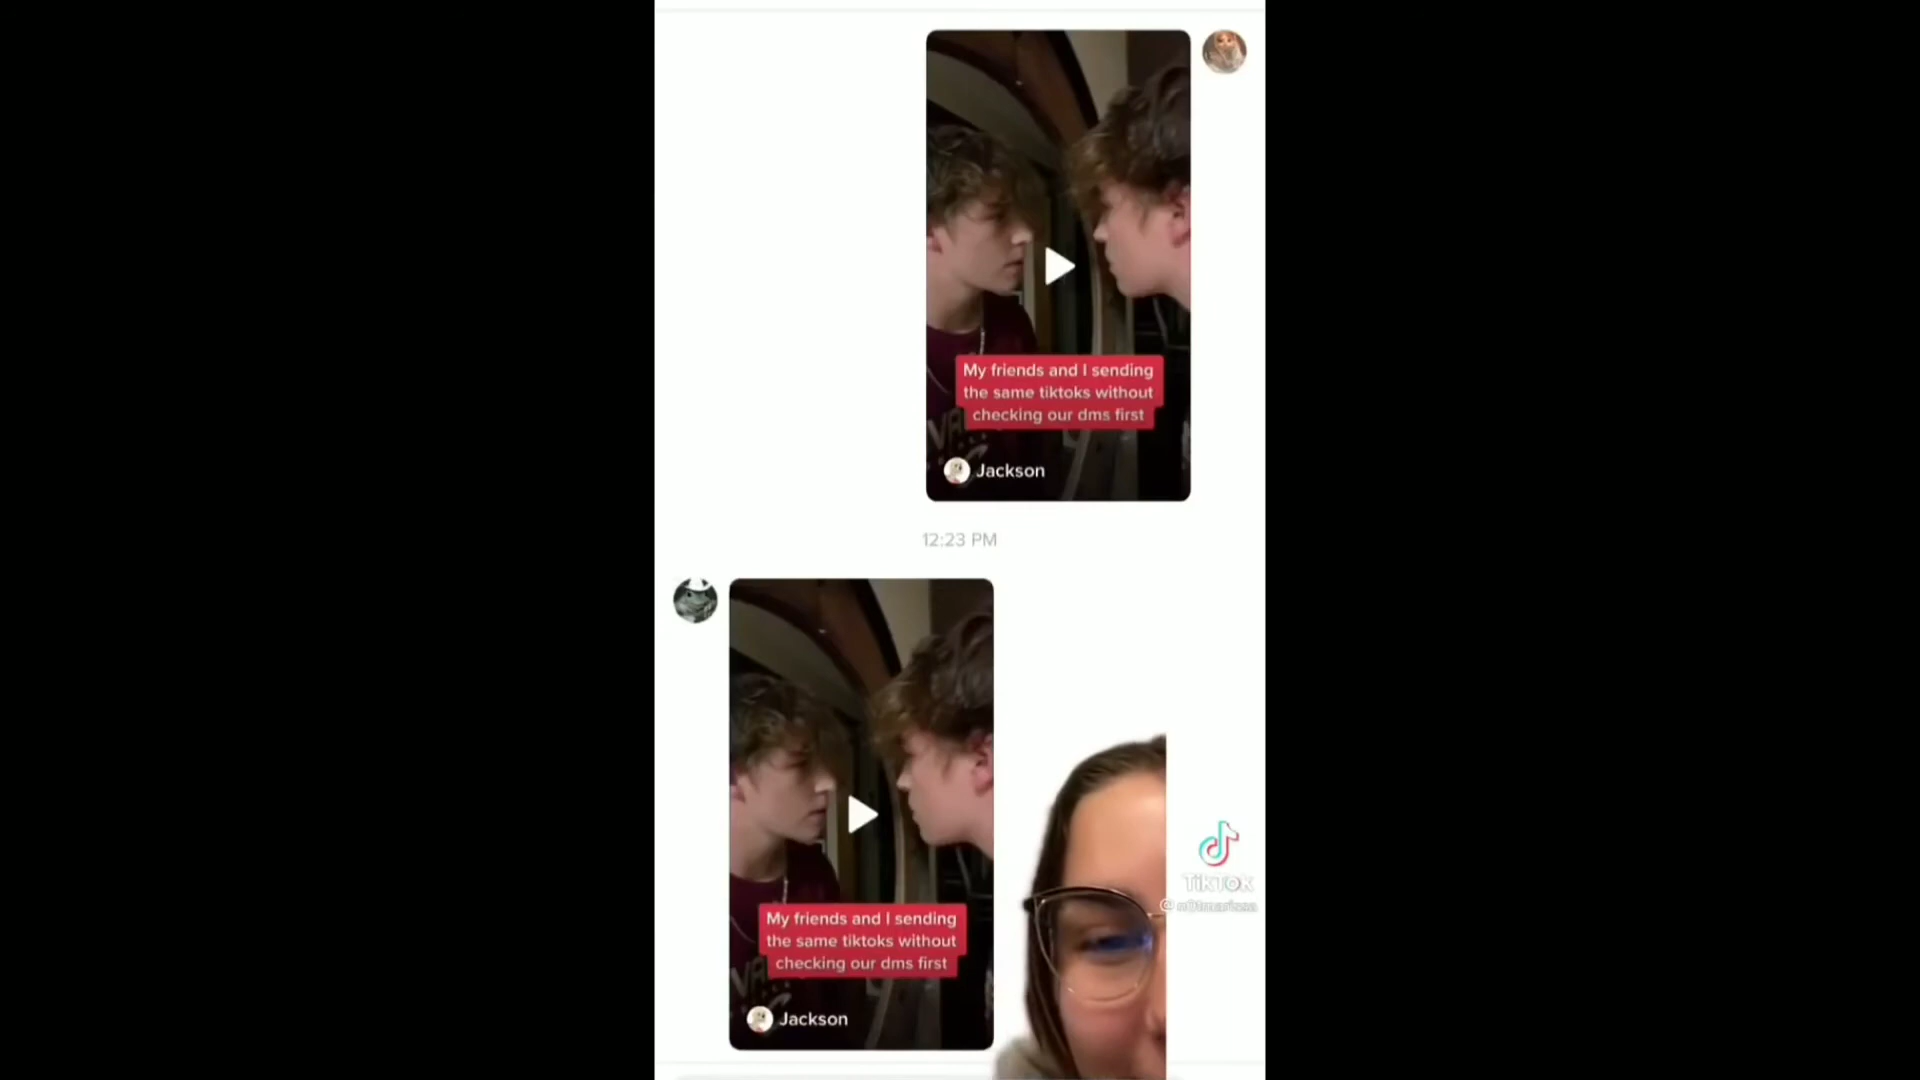 My friends and I sending
the same tiktoks without
checking our dms first
Jackson
12:23 PM
My friends and I sending
the same tiktoks without
checking our dms first
Jackson
TikTok